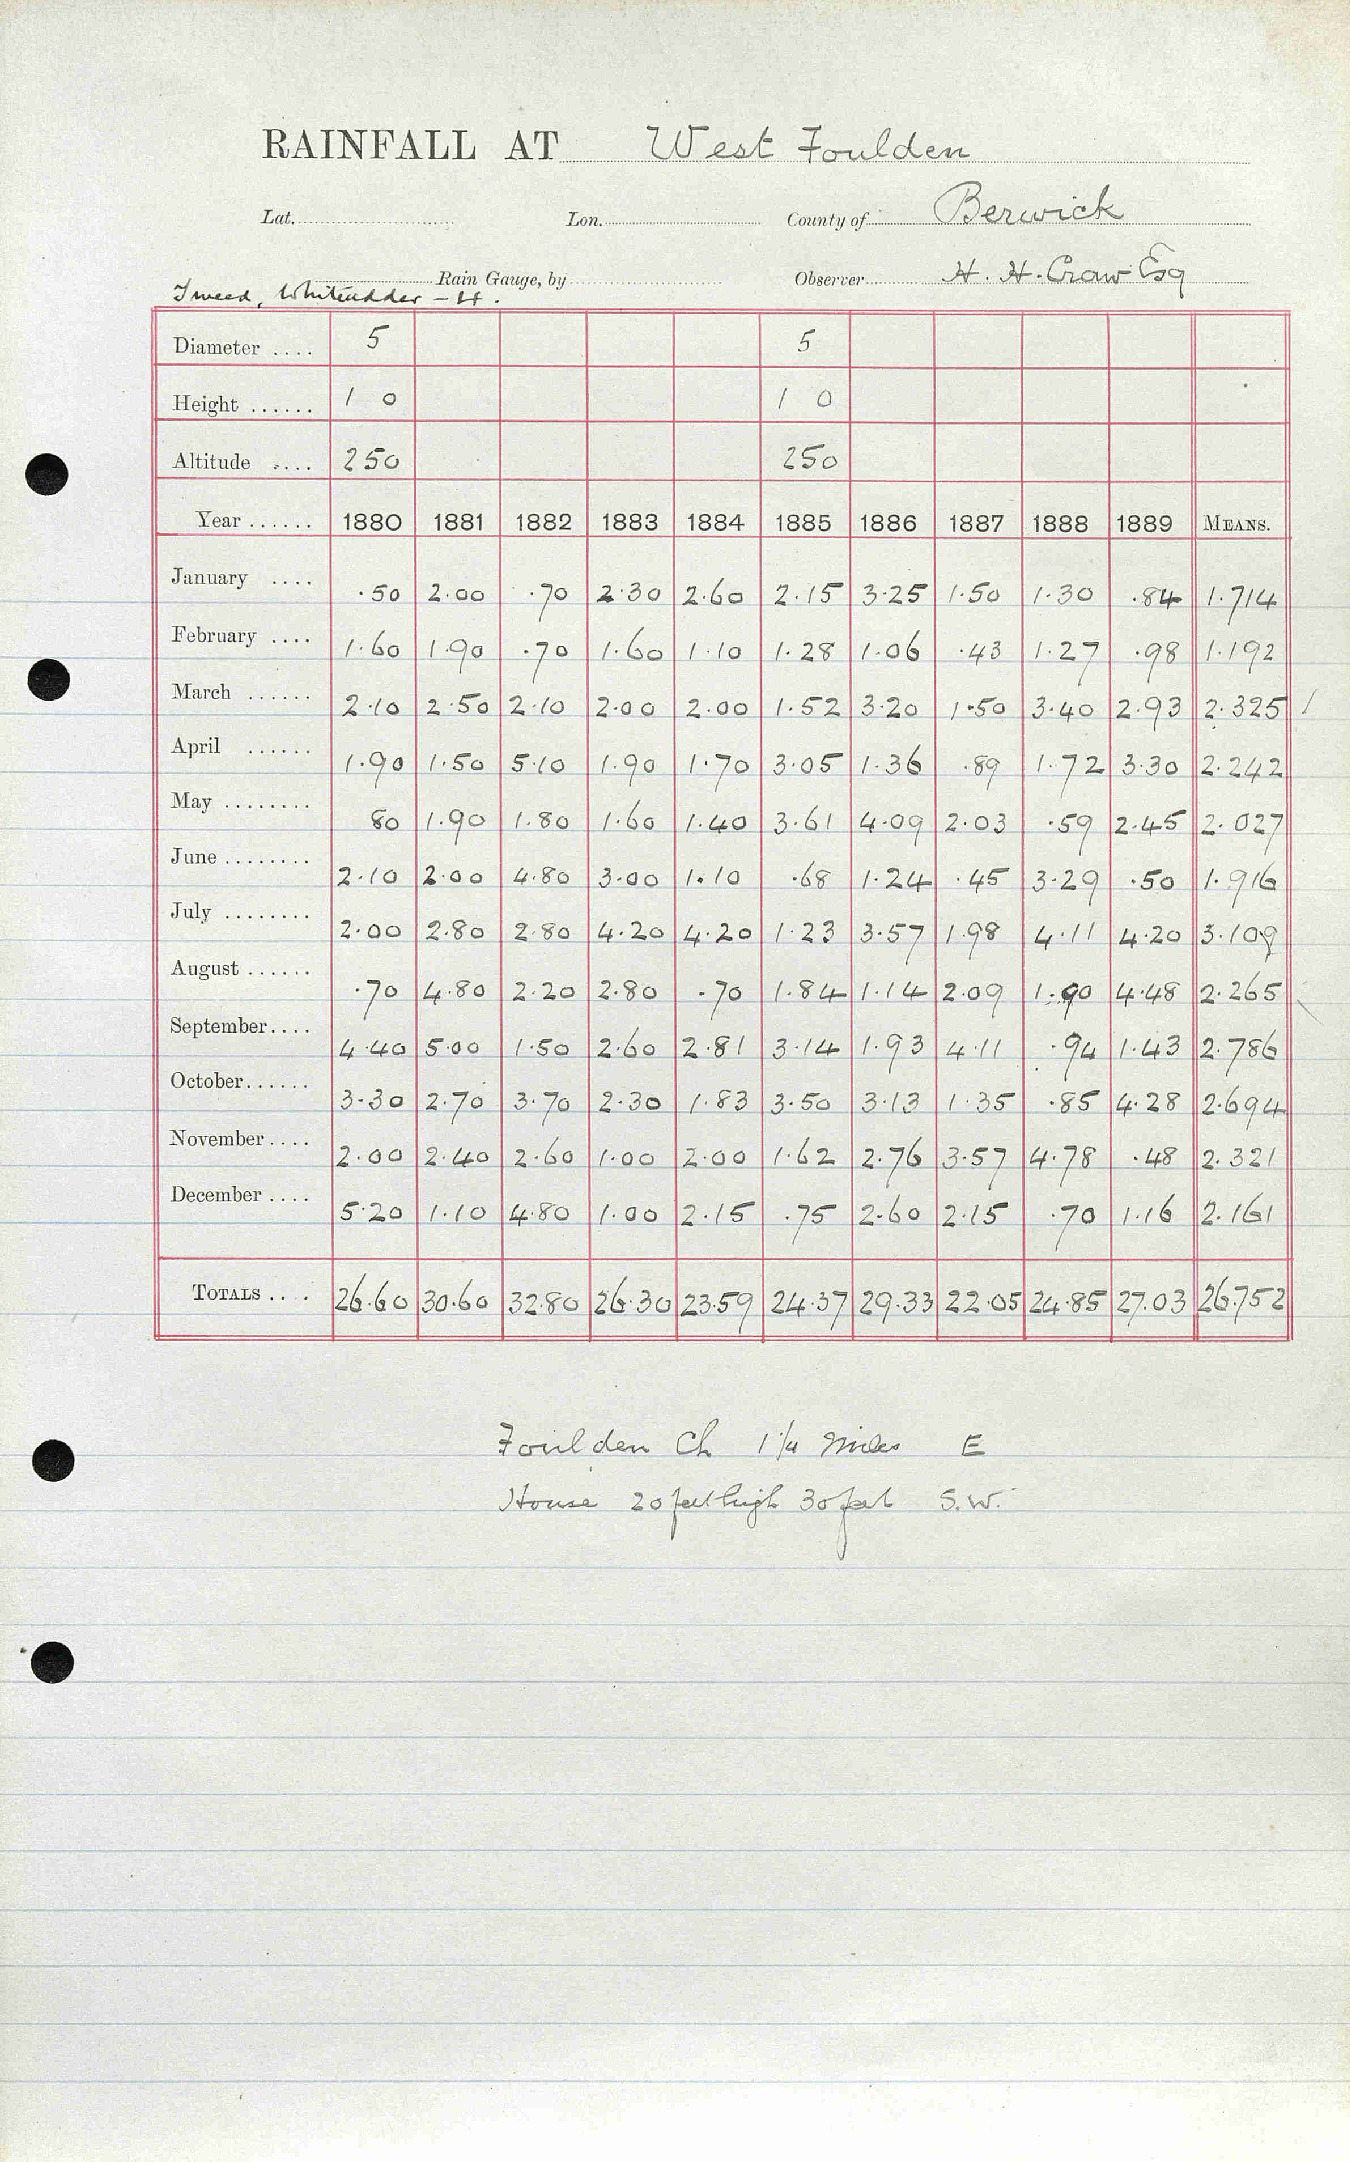 RAINFALL AT West Foulden
Lat. Lon. County of Berwick
Rain Gauge, by Observer H. H. Craw Esq
Tweed, Whiteadder - H.
Diameter .... 5 5
Height ...... 1 0 1 0
Altitude .... 250 250
Year ...... 1880 1881 1882 1883 1884 1885 1886 1887 1888 1889 MEANS.
January .... .50 2.00 .70 2.30 2.60 2.15 3.25 1.50 1.30 .84 1.714
February .... 1.60 1.90 .70 1.60 1.10 1.28 1.06 .43 1.27 .98 1.192
March ...... 2.10 2.50 2.10 2.00 2.00 1.52 3.20 1.50 3.40 2.93 2.325 /
April ...... 1.90 1.50 5.10 1.90 1.70 3.05 1.36 .89 1.72 3.30 2.242
May ........ 80 1.90 1.80 1.60 1.40 3.61 4.09 2.03 .59 2.45 2.027
June ........ 2.10 2.00 4.80 3.00 1.10 .68 1.24 .45 3.29 .50 1.916
July ........ 2.00 2.80 2.80 4.20 4.20 1.23 3.57 1.98 4.11 4.20 3.109
August ...... .70 4.80 2.20 2.80 .70 1.84 1.14 2.09 1.90 4.48 2.265
September.... 4.40 5.00 1.50 2.60 2.81 3.14 1.93 4.11 .94 1.43 2.786
October...... 3.30 2.70 3.70 2.30 1.83 3.50 3.13 1.35 .85 4.28 2.694
November.... 2.00 2.40 2.60 1.00 2.00 1.62 2.76 3.57 4.78 .48 2.321
December .... 5.20 1.10 4.80 1.00 2.15 .75 2.60 2.15 .70 1.16 2.161
TOTALS .... 26.60 30.60 32.80 26.30 23.59 24.37 29.33 22.05 24.85 27.03 26.752
Foulden Ch 1 1/4 Miles E
House 20 feet high 30 feet S.W.